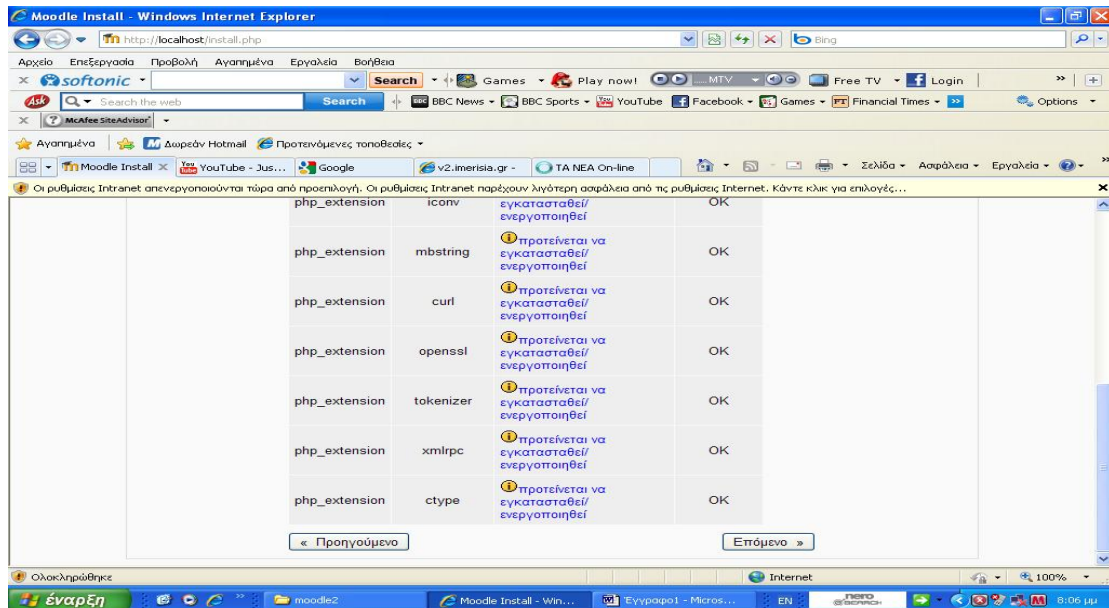 Moodle Install - Windows Internet Explorer
http://localhost/install.php
Bing
Αρχείο Επεξεργασία Προβολή Αγαπημένα Εργαλεία Βοήθεια
softonic Search Games Play now! MTV Free TV Login
Ask Search the web Search BBC News BBC Sports YouTube Facebook Games FT Financial Times Options
McAfee SiteAdvisor
Αγαπημένα Δωρεάν Hotmail Προτεινόμενες τοποθεσίες
Moodle Install YouTube - Jus... Google v2.imerisia.gr - TA NEA On-line Σελίδα Ασφάλεια Εργαλεία
Οι ρυθμίσεις Intranet απενεργοποιούνται τώρα από προεπιλογή. Οι ρυθμίσεις Intranet παρέχουν λιγότερη ασφάλεια από τις ρυθμίσεις Internet. Κάντε κλικ για επιλογές...
php_extension iconv εγκατασταθεί/ OK
ενεργοποιηθεί
προτείνεται να
php_extension mbstring εγκατασταθεί/ OK
ενεργοποιηθεί
προτείνεται να
php_extension curl εγκατασταθεί/ OK
ενεργοποιηθεί
προτείνεται να
php_extension openssl εγκατασταθεί/ OK
ενεργοποιηθεί
προτείνεται να
php_extension tokenizer εγκατασταθεί/ OK
ενεργοποιηθεί
προτείνεται να
php_extension xmlrpc εγκατασταθεί/ OK
ενεργοποιηθεί
προτείνεται να
php_extension ctype εγκατασταθεί/ OK
ενεργοποιηθεί
« Προηγούμενο Επόμενο »
Ολοκληρώθηκε Internet 100%
έναρξη moodle2 Moodle Install - Win... Έγγραφο1 - Micros... EN nero SEARCH 8:06 μμ